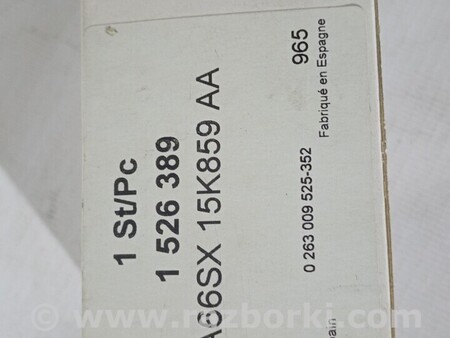 1 St/Pc
1 526 389
A66SX 15K859 AA
0 263 009 525-352
965
Fabriqué en Espagne
www.razborki.com